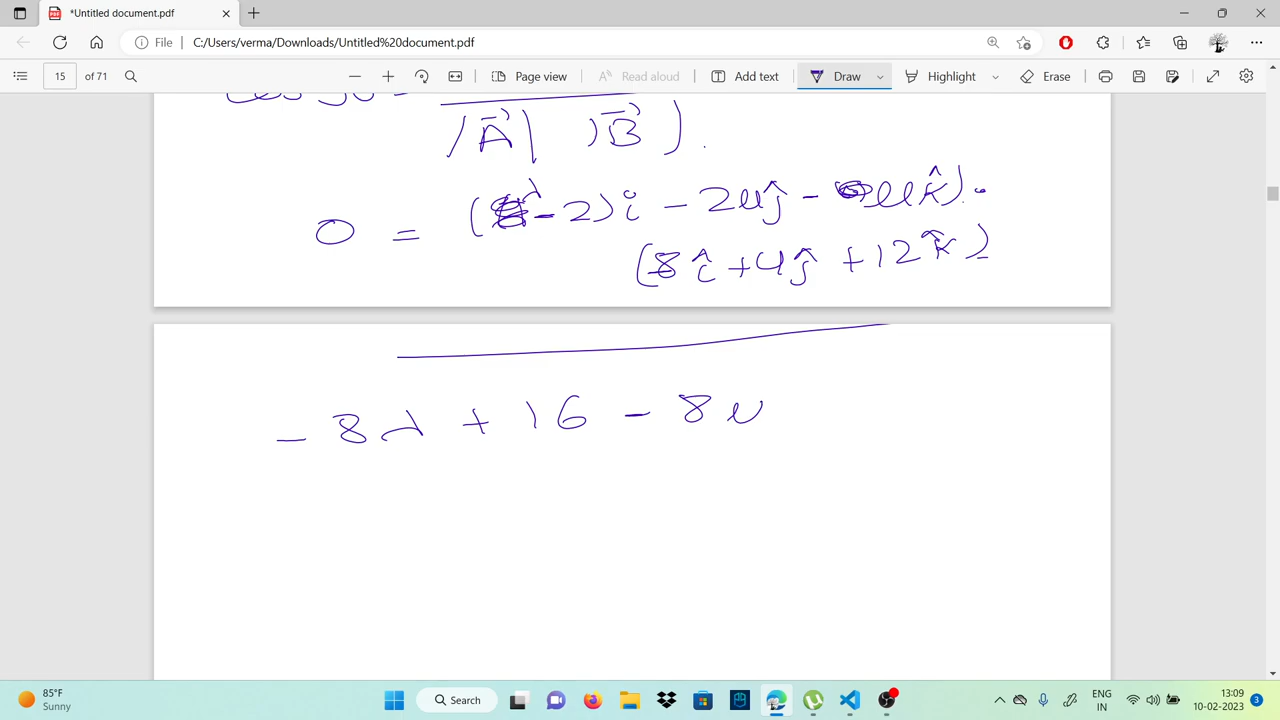 *Untitled document.pdf
File C:/Users/verma/Downloads/Untitled%20document.pdf
15 of 71 Page view Read aloud Add text Draw Highlight Erase
|A⃗| |B⃗|
0 = (λ-2)i - 2μĵ - μk̂).
(8î+4ĵ+12k̂)
- 8λ + 16 - 8μ
85°F
Sunny
Search
ENG
IN
13:09
10-02-2023
3